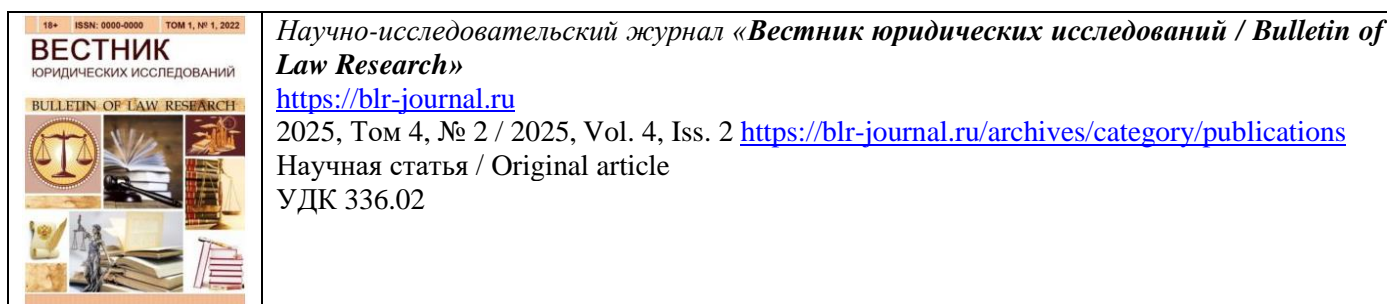 18+ ISSN: 0000-0000 ТОМ 1, № 1, 2022
ВЕСТНИК
ЮРИДИЧЕСКИХ ИССЛЕДОВАНИЙ
BULLETIN OF LAW RESEARCH
Научно-исследовательский журнал «Вестник юридических исследований / Bulletin of
Law Research»
https://blr-journal.ru
2025, Том 4, № 2 / 2025, Vol. 4, Iss. 2 https://blr-journal.ru/archives/category/publications
Научная статья / Original article
УДК 336.02